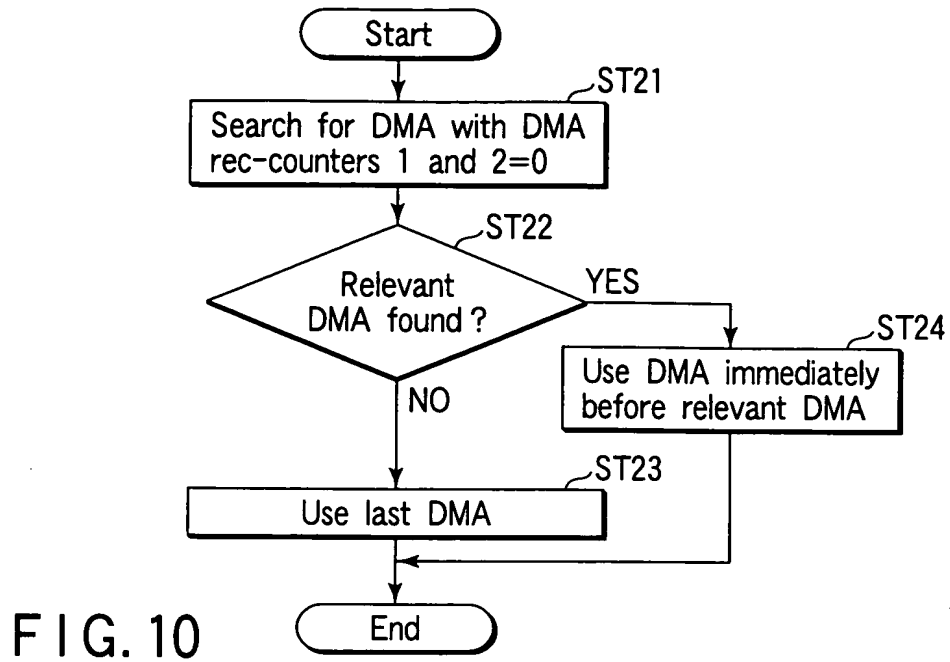 Start
ST21
Search for DMA with DMA
rec-counters 1 and 2=0
ST22
Relevant
DMA found ?
YES
ST24
Use DMA immediately
before relevant DMA
NO
ST23
Use last DMA
End
FIG. 10